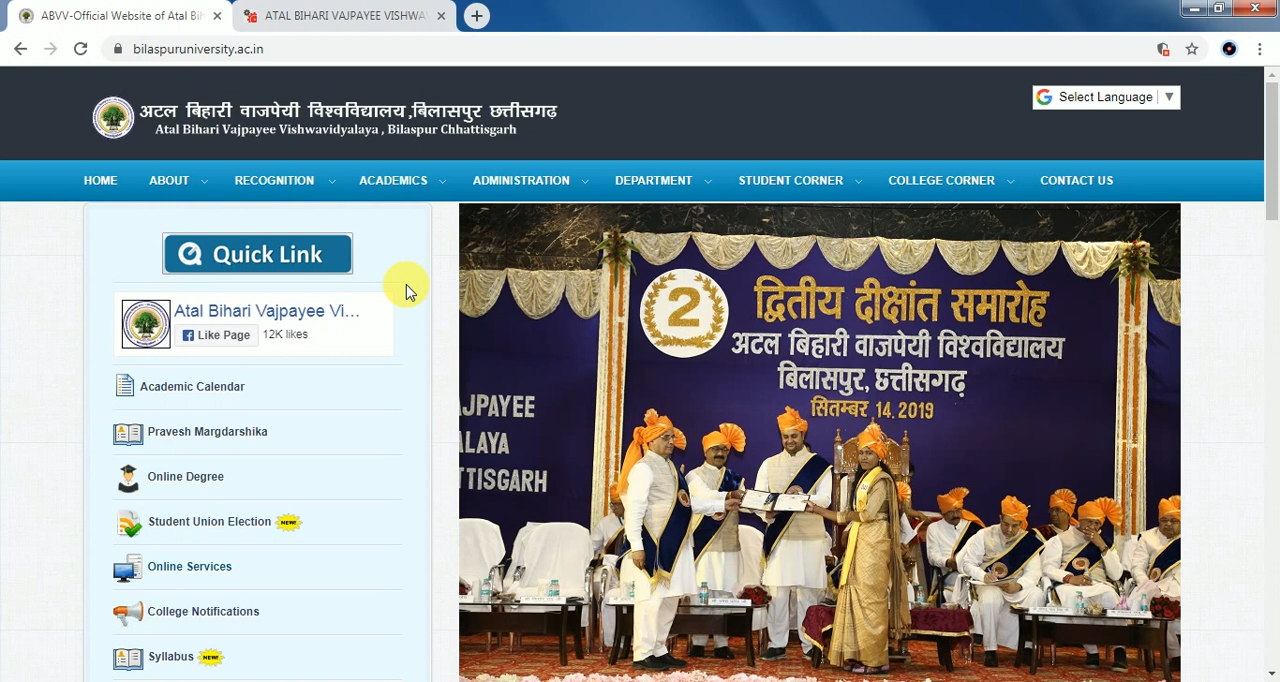 ABVV-Official Website of Atal Bih
ATAL BIHARI VAJPAYEE VISHWA
bilaspuruniversity.ac.in
अटल बिहारी वाजपेयी विश्वविद्यालय,बिलासपुर छत्तीसगढ़
Atal Bihari Vajpayee Vishwavidyalaya , Bilaspur Chhattisgarh
Select Language
HOME ABOUT RECOGNITION ACADEMICS ADMINISTRATION DEPARTMENT STUDENT CORNER COLLEGE CORNER CONTACT US
Quick Link
Atal Bihari Vajpayee Vi…
Like Page 12K likes
Academic Calendar
Pravesh Margdarshika
Online Degree
Student Union Election NEW!
Online Services
College Notifications
Syllabus NEW!
2
द्वितीय दीक्षांत समारोह
अटल बिहारी वाजपेयी विश्वविद्यालय
बिलासपुर, छत्तीसगढ़
सितम्बर 14, 2019
AJPAYEE
ALAYA
ATTISGARH